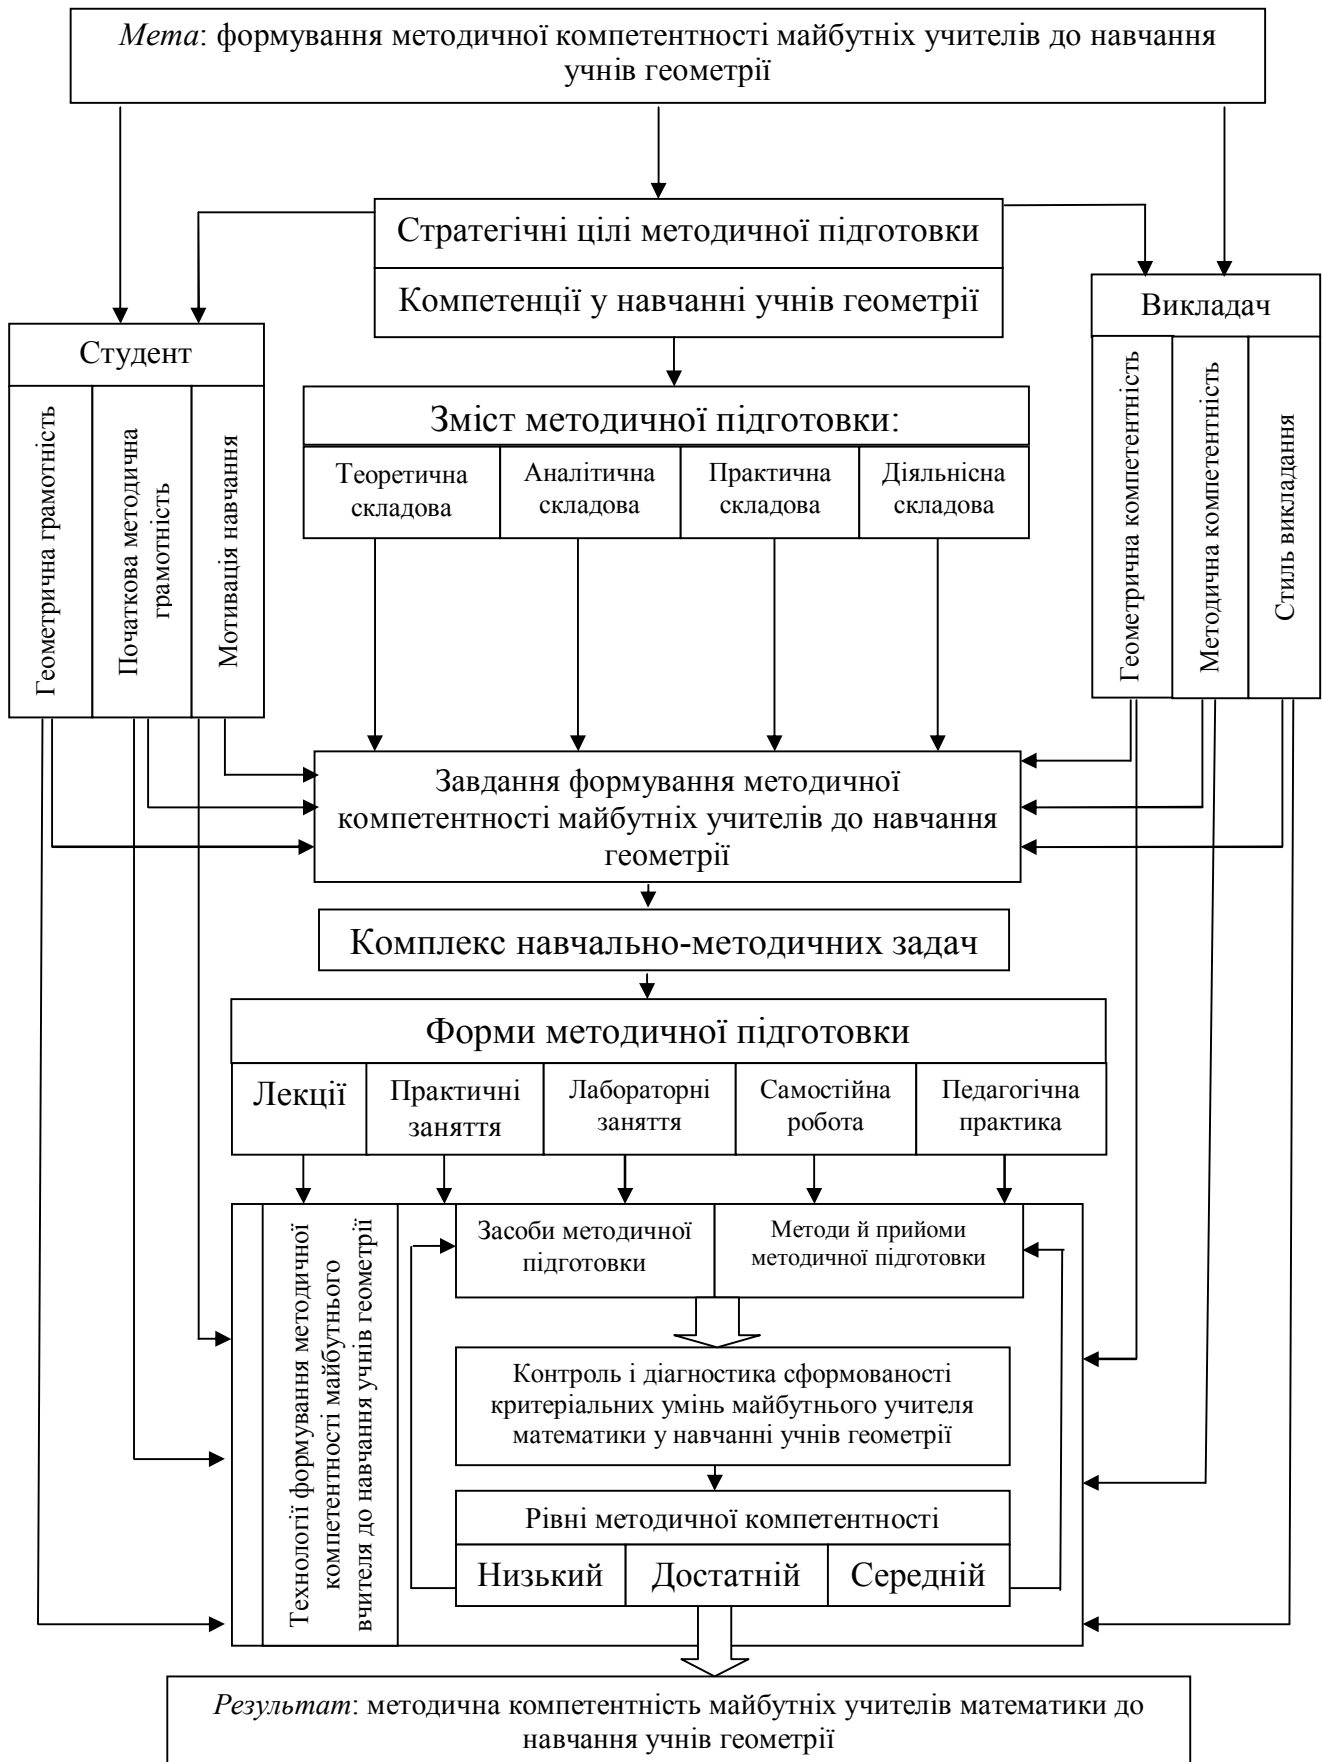 Мета: формування методичної компетентності майбутніх учителів до навчання
учнів геометрії
Стратегічні цілі методичної підготовки
Компетенції у навчанні учнів геометрії
Студент
Геометрична грамотність
Початкова методична
грамотність
Мотивація навчання
Викладач
Геометрична компетентність
Методична компетентність
Стиль викладання
Зміст методичної підготовки:
Теоретична
складова
Аналітична
складова
Практична
складова
Діяльнісна
складова
Завдання формування методичної
компетентності майбутніх учителів до навчання
геометрії
Комплекс навчально-методичних задач
Форми методичної підготовки
Лекції
Практичні
заняття
Лабораторні
заняття
Самостійна
робота
Педагогічна
практика
Технології формування методичної
компетентності майбутнього
вчителя до навчання учнів геометрії
Засоби методичної
підготовки
Методи й прийоми
методичної підготовки
Контроль і діагностика сформованості
критеріальних умінь майбутнього учителя
математики у навчанні учнів геометрії
Рівні методичної компетентності
Низький
Достатній
Середній
Результат: методична компетентність майбутніх учителів математики до
навчання учнів геометрії